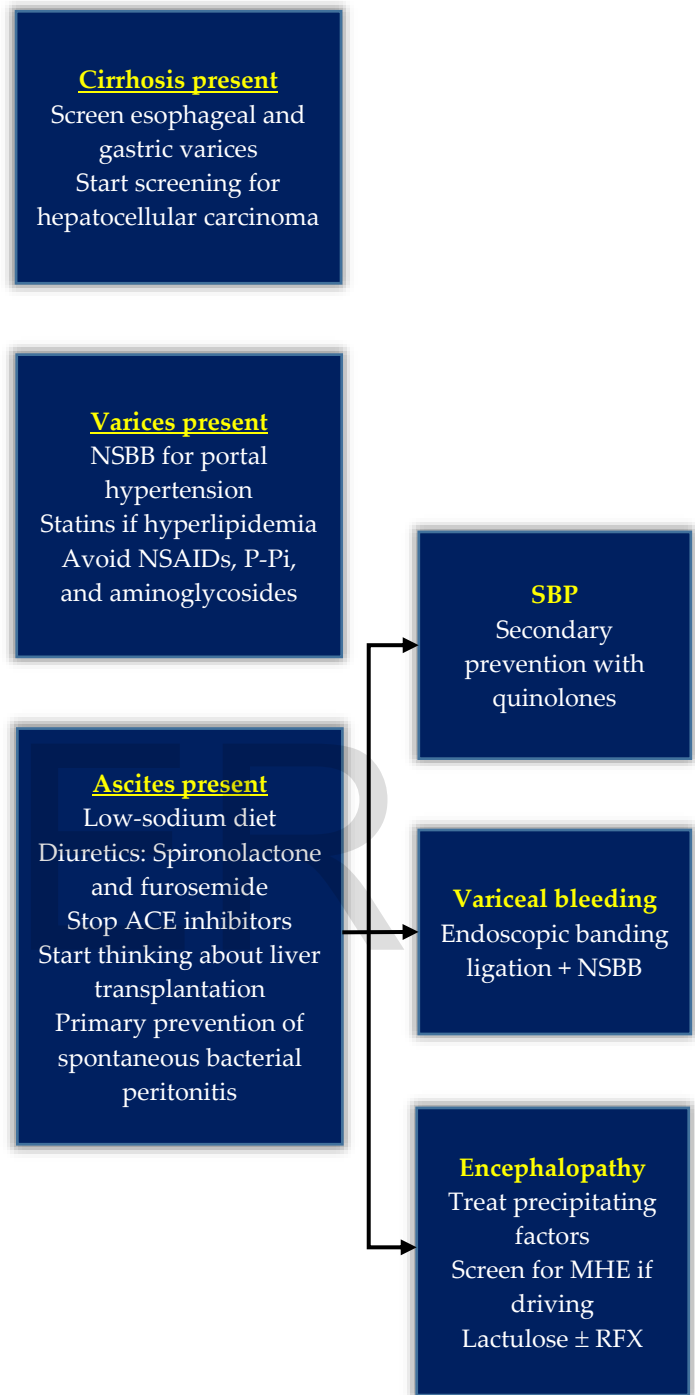 Cirrhosis present
Screen esophageal and
gastric varices
Start screening for
hepatocellular carcinoma
Varices present
NSBB for portal
hypertension
Statins if hyperlipidemia
Avoid NSAIDs, P-Pi,
and aminoglycosides
Ascites present
Low-sodium diet
Diuretics: Spironolactone
and furosemide
Stop ACE inhibitors
Start thinking about liver
transplantation
Primary prevention of
spontaneous bacterial
peritonitis
SBP
Secondary
prevention with
quinolones
Variceal bleeding
Endoscopic banding
ligation + NSBB
Encephalopathy
Treat precipitating
factors
Screen for MHE if
driving
Lactulose ± RFX